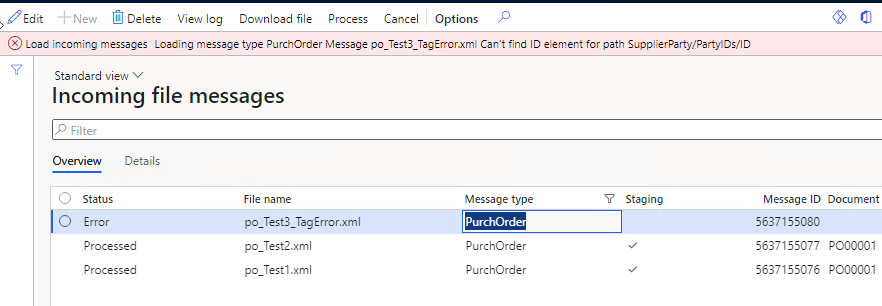 Edit New Delete View log Download file Process Cancel Options
Load incoming messages Loading message type PurchOrder Message po_Test3_TagError.xml Can't find ID element for path SupplierParty/PartyIDs/ID
Standard view
Incoming file messages
Filter
Overview Details
Status File name Message type Staging Message ID Document
Error po_Test3_TagError.xml PurchOrder 5637155080
Processed po_Test2.xml PurchOrder 5637155077 PO00001
Processed po_Test1.xml PurchOrder 5637155076 PO00001